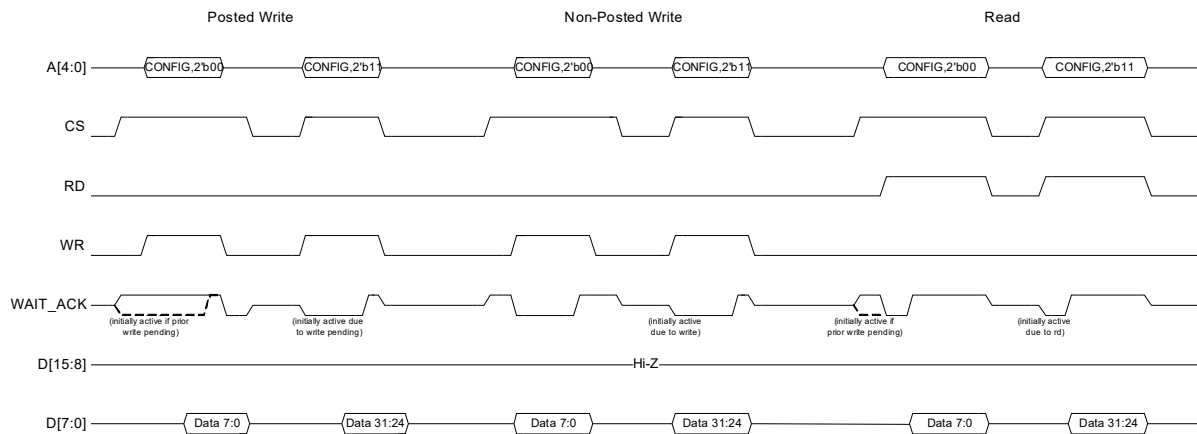 Posted Write Non-Posted Write Read
A[4:0] CONFIG,2'b00 CONFIG,2'b11 CONFIG,2'b00 CONFIG,2'b11 CONFIG,2'b00 CONFIG,2'b11
CS
RD
WR
WAIT_ACK
(initially active if prior (initially active due (initially active (initially active if (initially active
write pending) to write pending) due to write) prior write pending) due to rd)
D[15:8] Hi-Z
D[7:0] Data 7:0 Data 31:24 Data 7:0 Data 31:24 Data 7:0 Data 31:24